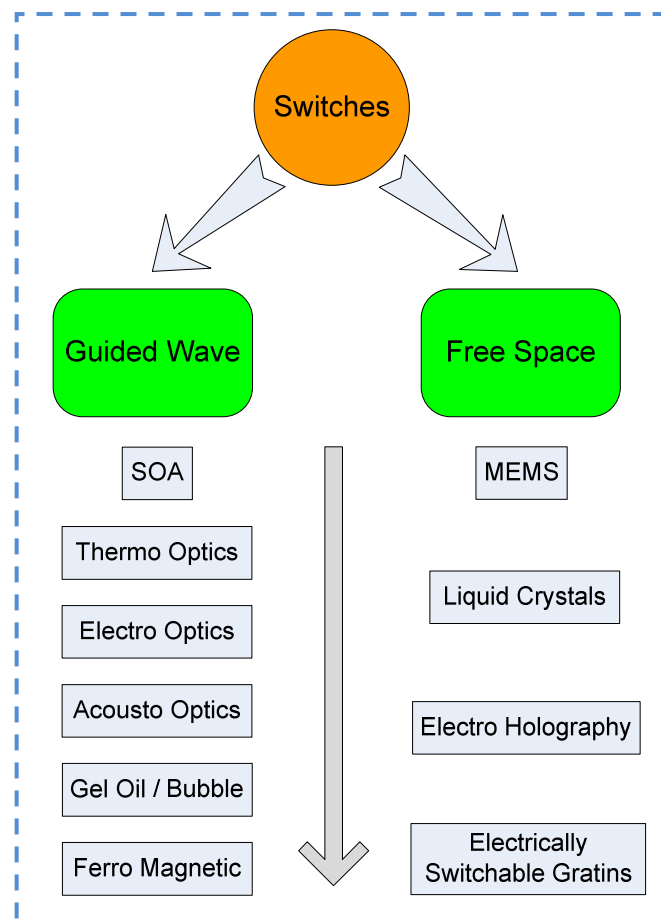 Switches
Guided Wave
Free Space
SOA
Thermo Optics
Electro Optics
Acousto Optics
Gel Oil / Bubble
Ferro Magnetic
MEMS
Liquid Crystals
Electro Holography
Electrically
Switchable Gratins